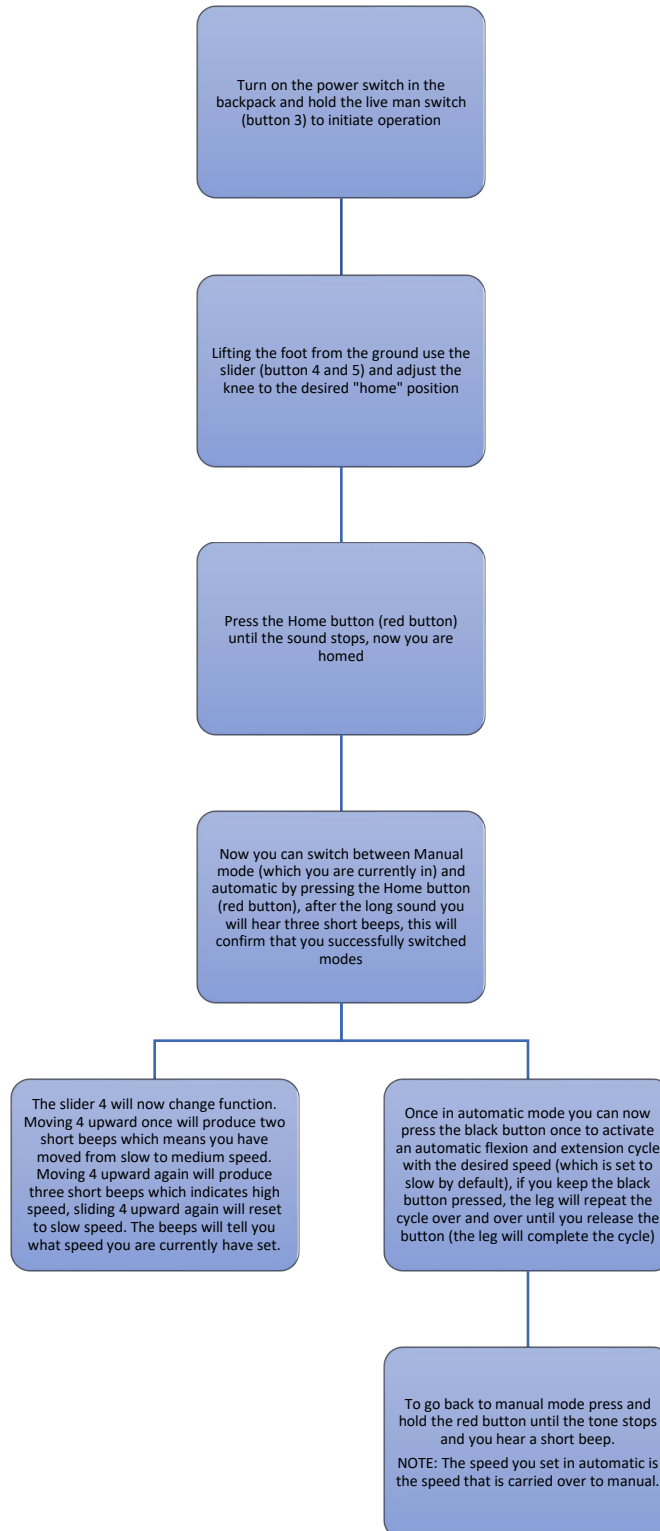 Turn on the power switch in the
backpack and hold the live man switch
(button 3) to initiate operation
Lifting the foot from the ground use the
slider (button 4 and 5) and adjust the
knee to the desired "home" position
Press the Home button (red button)
until the sound stops, now you are
homed
Now you can switch between Manual
mode (which you are currently in) and
automatic by pressing the Home button
(red button), after the long sound you
will hear three short beeps, this will
confirm that you successfully switched
modes
The slider 4 will now change function.
Moving 4 upward once will produce two
short beeps which means you have
moved from slow to medium speed.
Moving 4 upward again will produce
three short beeps which indicates high
speed, sliding 4 upward again will reset
to slow speed. The beeps will tell you
what speed you are currently have set.
Once in automatic mode you can now
press the black button once to activate
an automatic flexion and extension cycle
with the desired speed (which is set to
slow by default), if you keep the black
button pressed, the leg will repeat the
cycle over and over until you release the
button (the leg will complete the cycle)
To go back to manual mode press and
hold the red button until the tone stops
and you hear a short beep.
NOTE: The speed you set in automatic is
the speed that is carried over to manual.